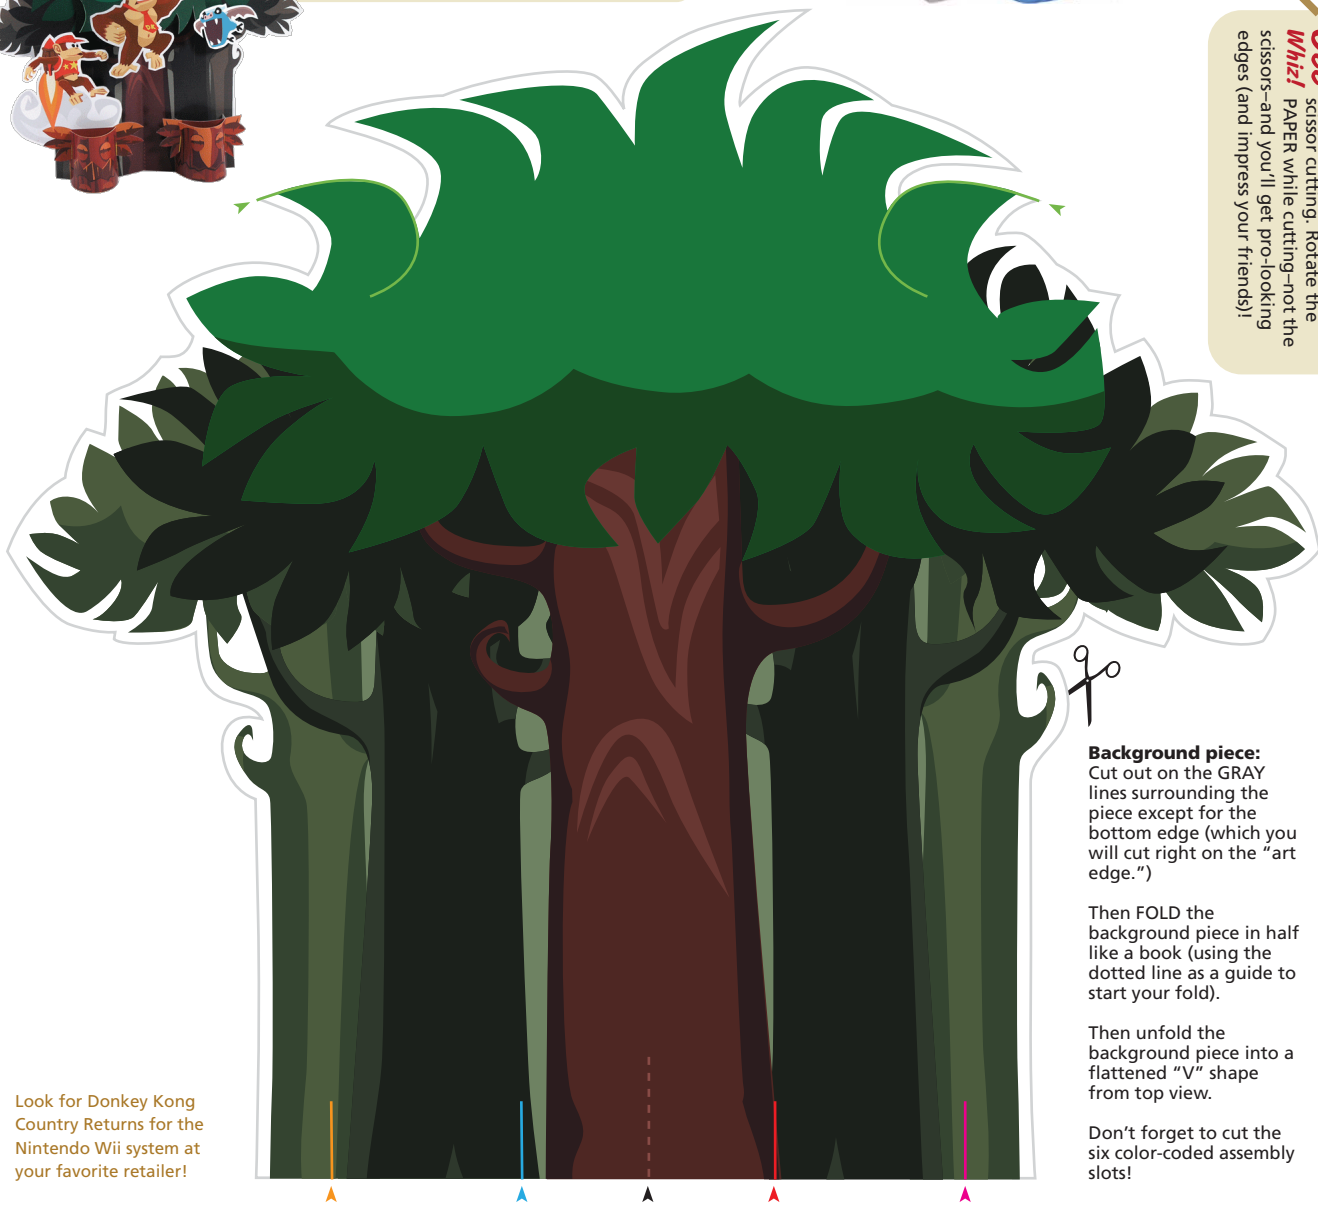 Whiz! scissor cutting. Rotate the
PAPER while cutting–not the
scissors–and you’ll get pro-looking
edges (and impress your friends)!
Background piece:
Cut out on the GRAY
lines surrounding the
piece except for the
bottom edge (which you
will cut right on the “art
edge.”)
Then FOLD the
background piece in half
like a book (using the
dotted line as a guide to
start your fold).
Then unfold the
background piece into a
flattened “V” shape
from top view.
Don’t forget to cut the
six color-coded assembly
slots!
Look for Donkey Kong
Country Returns for the
Nintendo Wii system at
your favorite retailer!